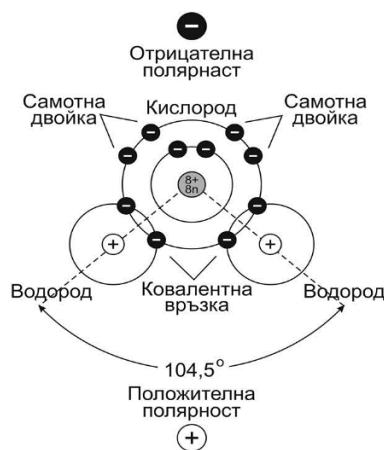 Отрицателна
полярнаст
Самотна
двойка
Кислород
Самотна
двойка
8+
8n
Водород
Ковалентна
връзка
Водород
104,5°
Положителна
полярност